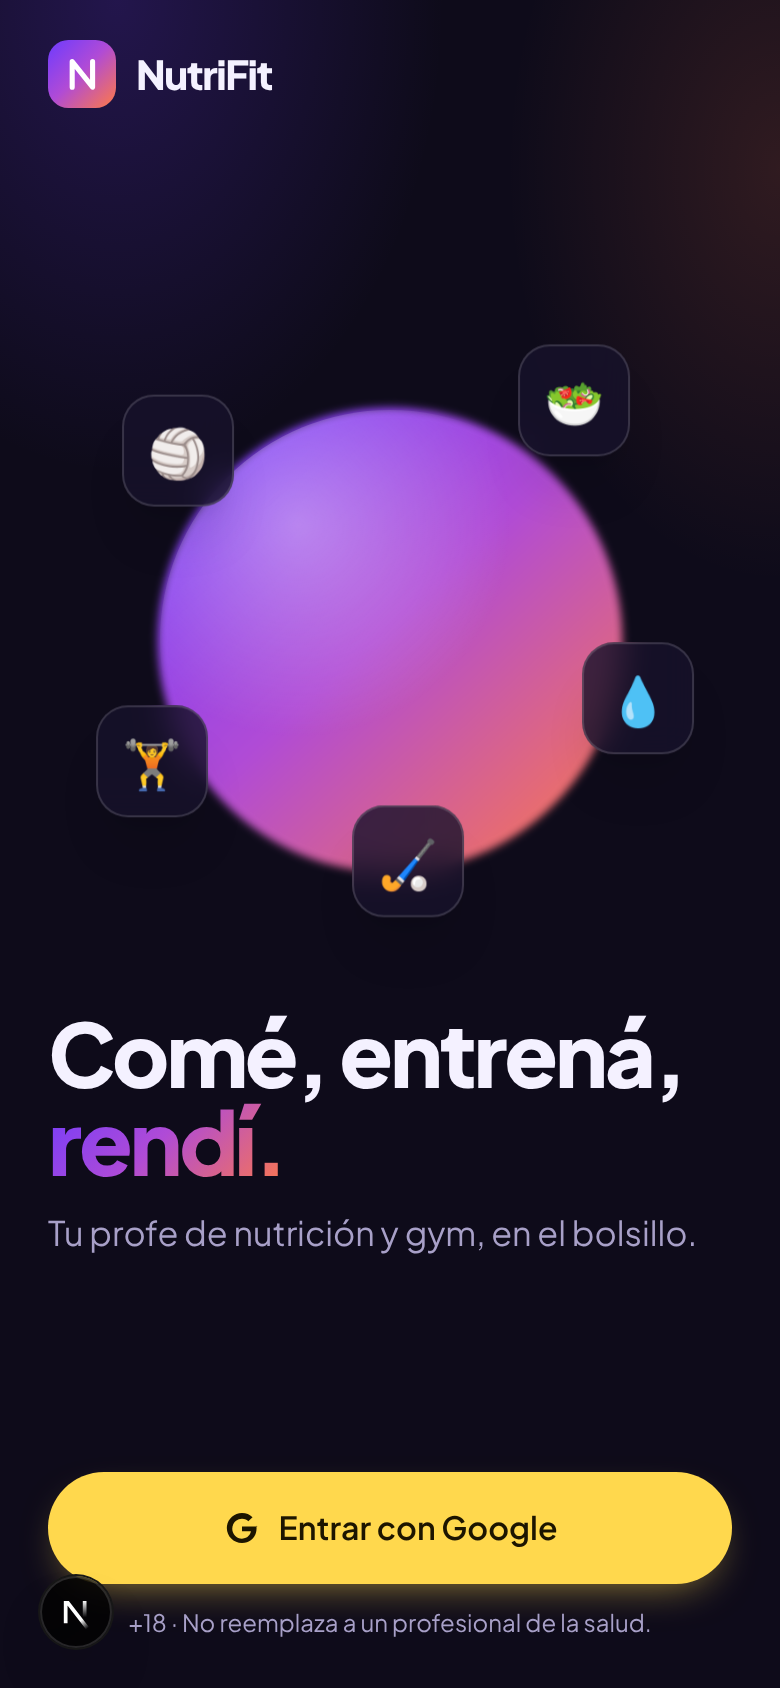 N NutriFit
Comé, entrená,
rendí.
Tu profe de nutrición y gym, en el bolsillo.
G Entrar con Google
N
+18 · No reemplaza a un profesional de la salud.